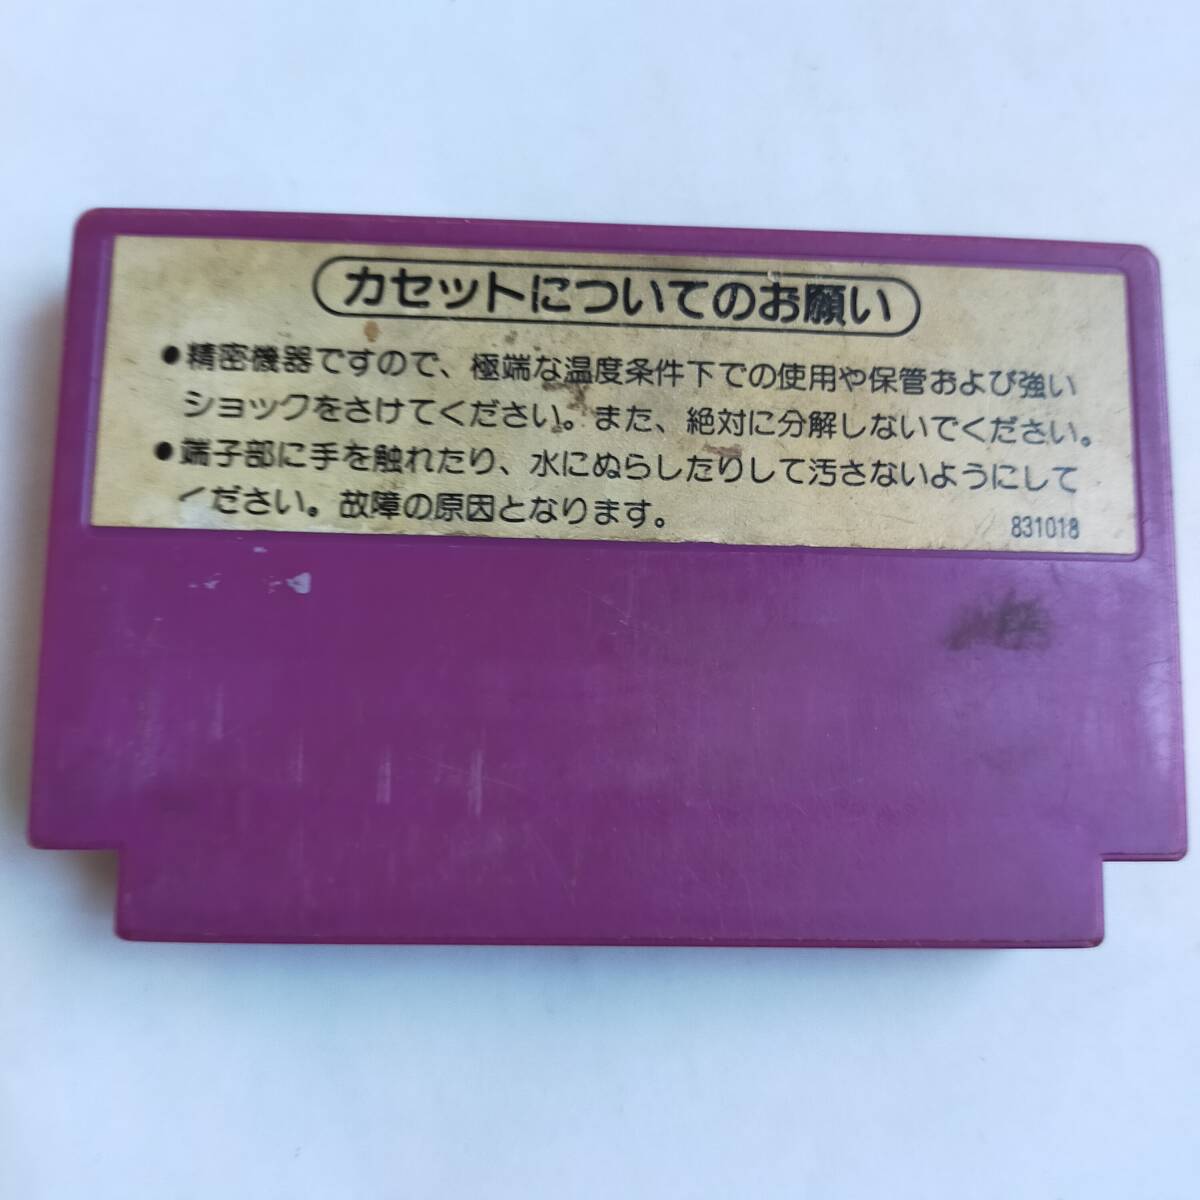 カセットについてのお願い
●精密機器ですので、極端な温度条件下での使用や保管および強い
ショックをさけてください。また、絶対に分解しないでください。
●端子部に手を触れたり、水にぬらしたりして汚さないようにして
ください。故障の原因となります。
831018